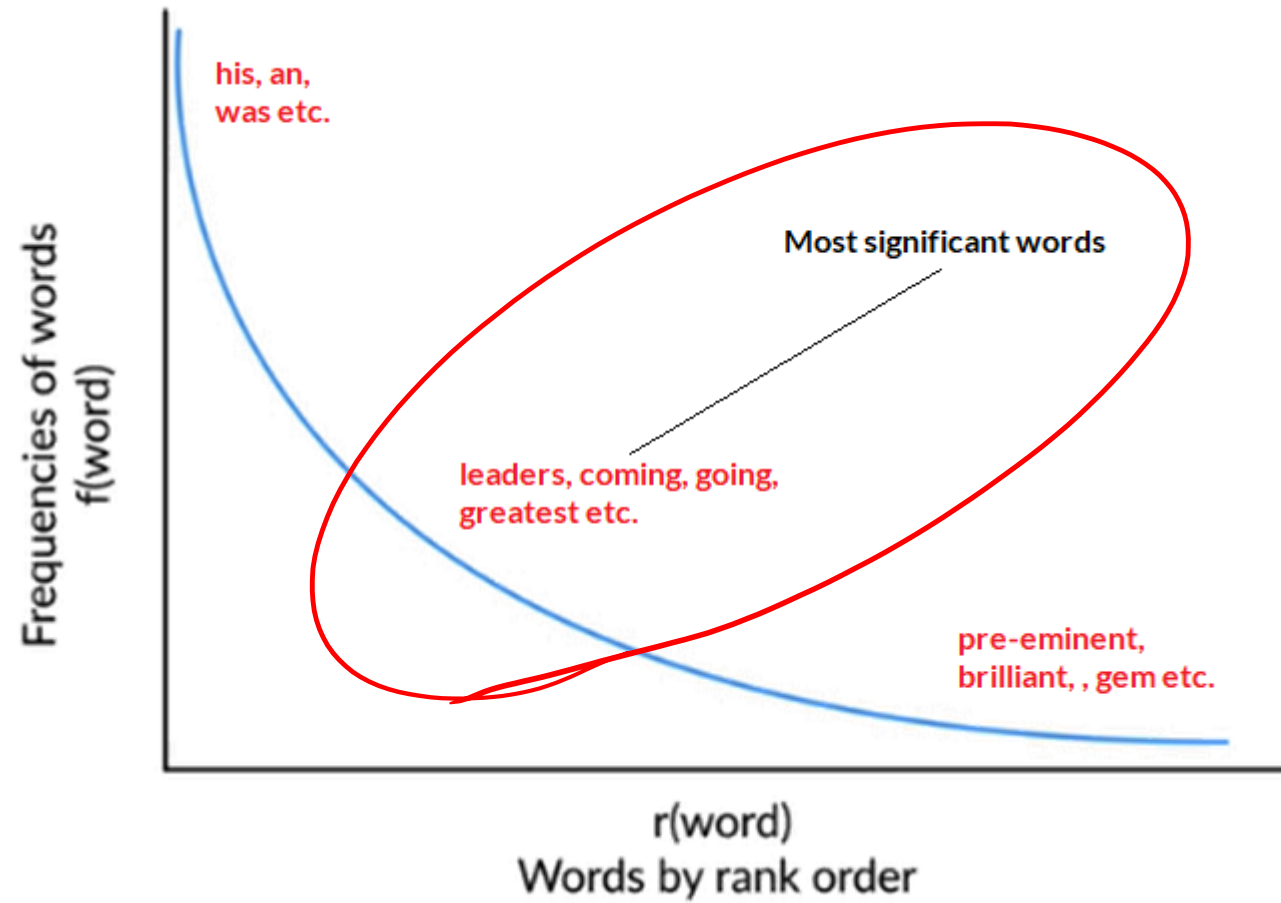 his, an,
was etc.
Most significant words
leaders, coming, going,
greatest etc.
pre-eminent,
brilliant, , gem etc.
Frequencies of words
f(word)
r(word)
Words by rank order